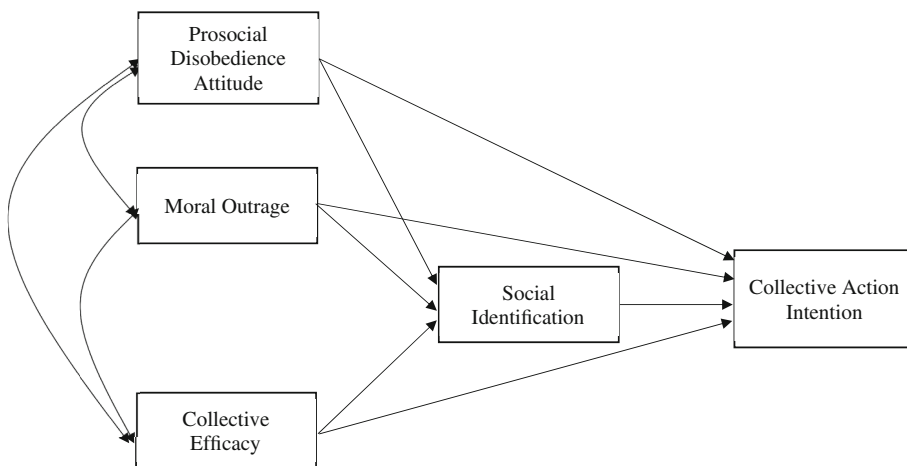 Prosocial
Disobedience
Attitude
Moral Outrage
Social
Identification
Collective Action
Intention
Collective
Efficacy